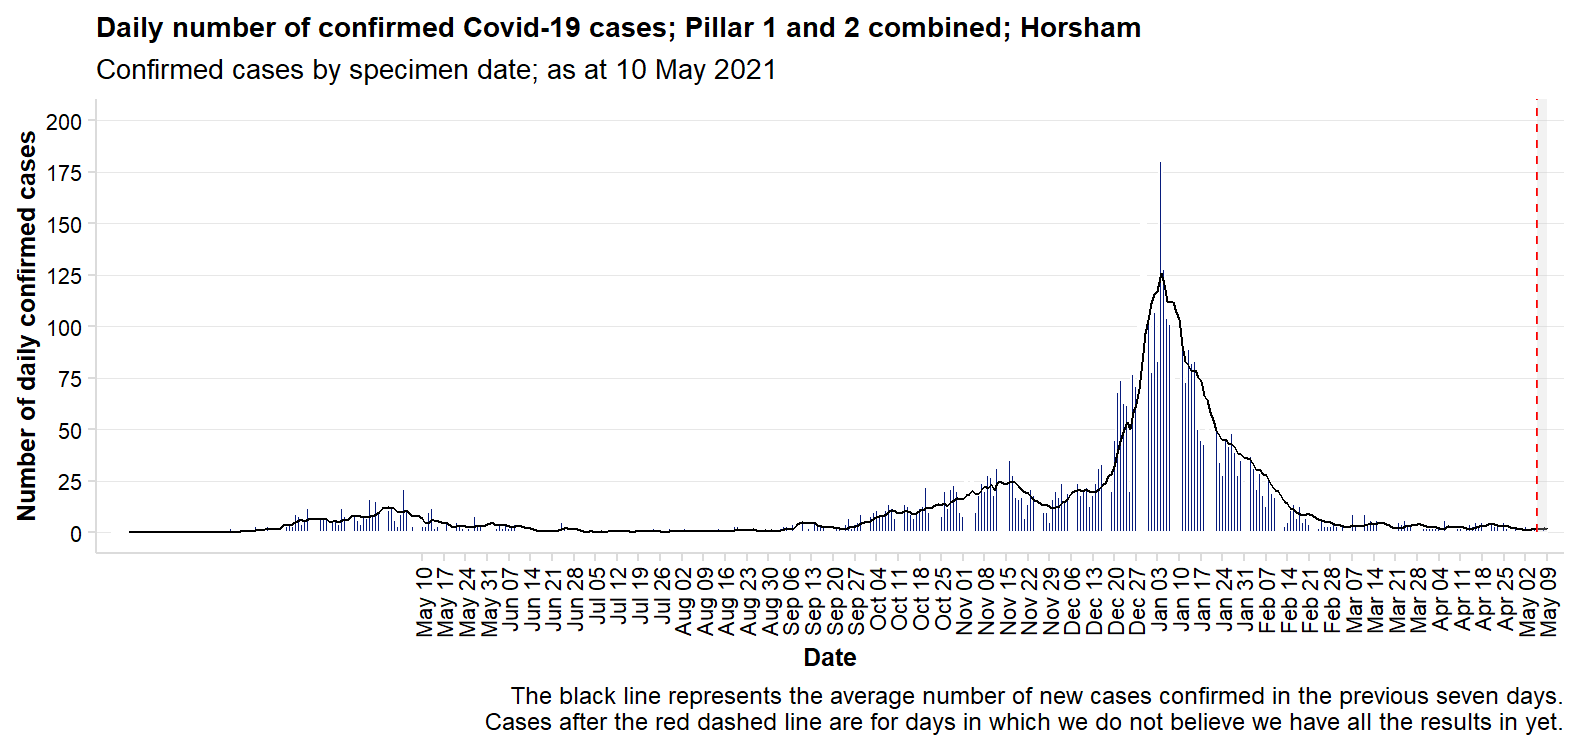 Daily number of confirmed Covid-19 cases; Pillar 1 and 2 combined; Horsham
Confirmed cases by specimen date; as at 10 May 2021
Number of daily confirmed cases
200
175
150
125
100
75
50
25
0
May 10
May 17
May 24
May 31
Jun 07
Jun 14
Jun 21
Jun 28
Jul 05
Jul 12
Jul 19
Jul 26
Aug 02
Aug 09
Aug 16
Aug 23
Aug 30
Sep 06
Sep 13
Sep 20
Sep 27
Oct 04
Oct 11
Oct 18
Oct 25
Nov 01
Nov 08
Nov 15
Nov 22
Nov 29
Dec 06
Dec 13
Dec 20
Dec 27
Jan 03
Jan 10
Jan 17
Jan 24
Jan 31
Feb 07
Feb 14
Feb 21
Feb 28
Mar 07
Mar 14
Mar 21
Mar 28
Apr 04
Apr 11
Apr 18
Apr 25
May 02
May 09
Date
The black line represents the average number of new cases confirmed in the previous seven days.
Cases after the red dashed line are for days in which we do not believe we have all the results in yet.